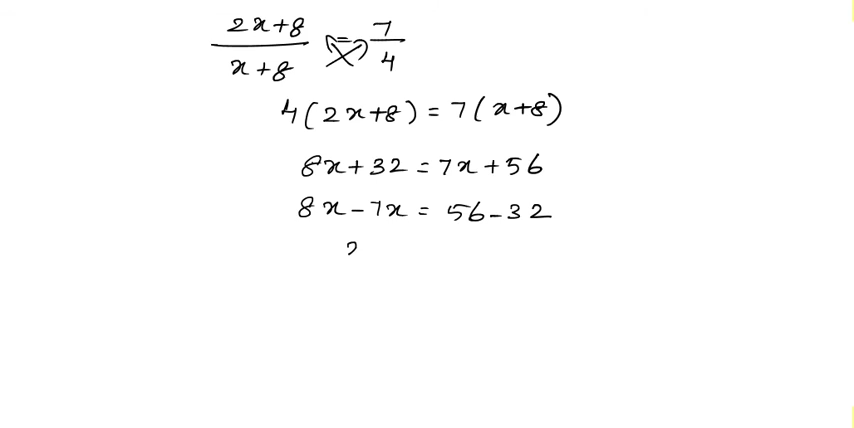 2x+8 / x+8 = 7/4
4(2x+8) = 7(x+8)
8x+32 = 7x+56
8x-7x = 56-32